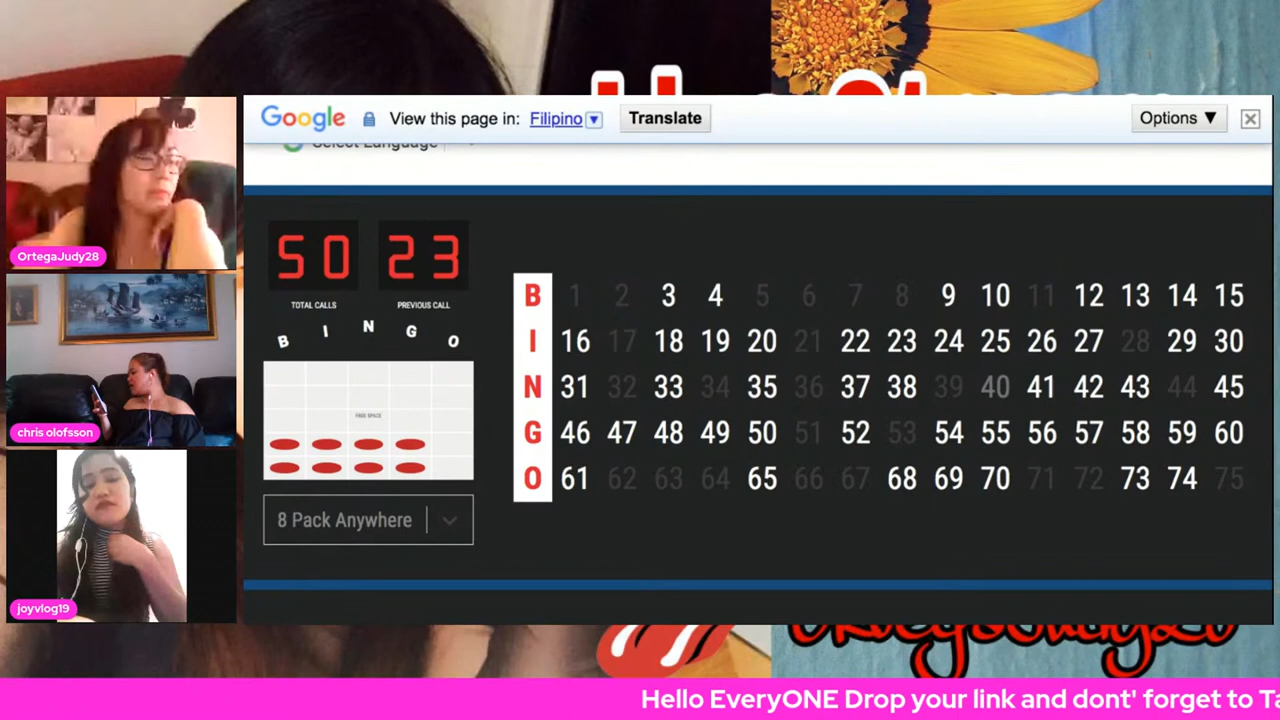 Google View this page in: Filipino Translate Options ▼
Select Language
50 23
TOTAL CALLS PREVIOUS CALL
B I N G O
FREE SPACE
8 Pack Anywhere
B 1 2 3 4 5 6 7 8 9 10 11 12 13 14 15
I 16 17 18 19 20 21 22 23 24 25 26 27 28 29 30
N 31 32 33 34 35 36 37 38 39 40 41 42 43 44 45
G 46 47 48 49 50 51 52 53 54 55 56 57 58 59 60
O 61 62 63 64 65 66 67 68 69 70 71 72 73 74 75
OrtegaJudy28
chris olofsson
joyvlog19
Hello EveryONE Drop your link and dont' forget to